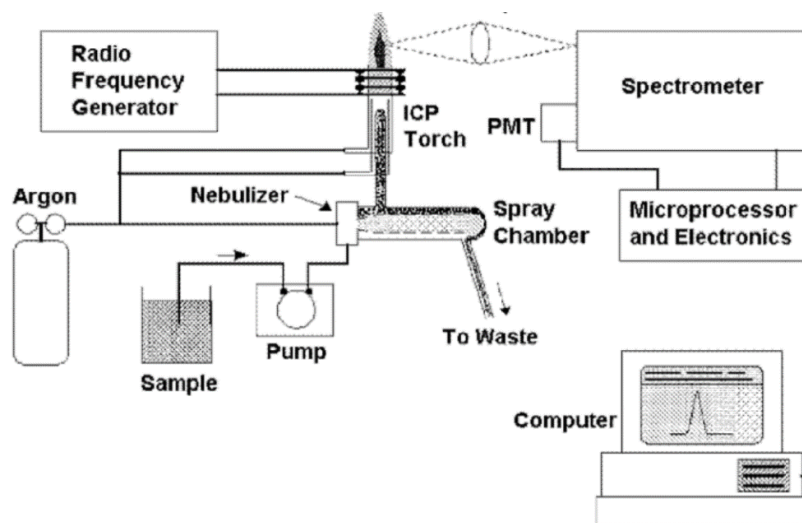 Radio
Frequency
Generator
ICP
Torch
Spectrometer
PMT
Argon
Nebulizer
Spray
Chamber
Microprocessor
and Electronics
To Waste
Pump
Sample
Computer